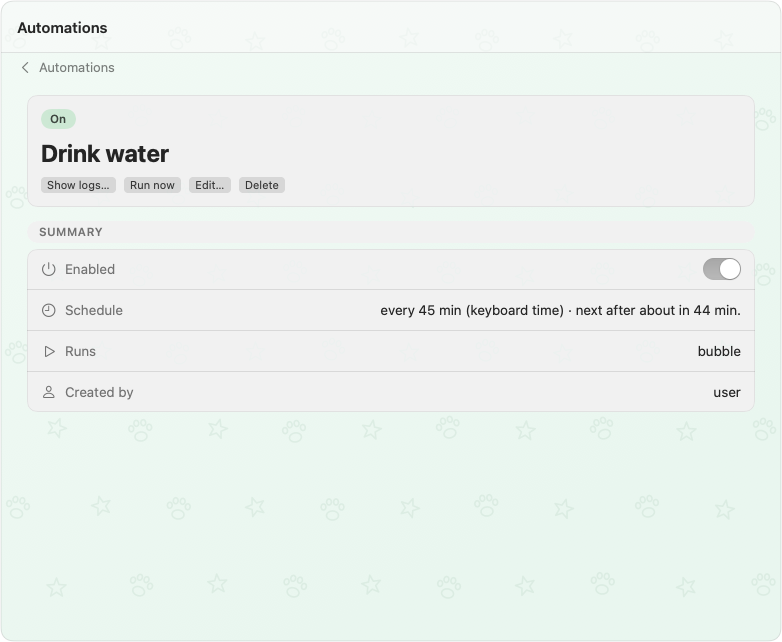 Automations
Automations
On
Drink water
Show logs... Run now Edit... Delete
SUMMARY
Enabled
Schedule every 45 min (keyboard time) · next after about in 44 min.
Runs bubble
Created by user